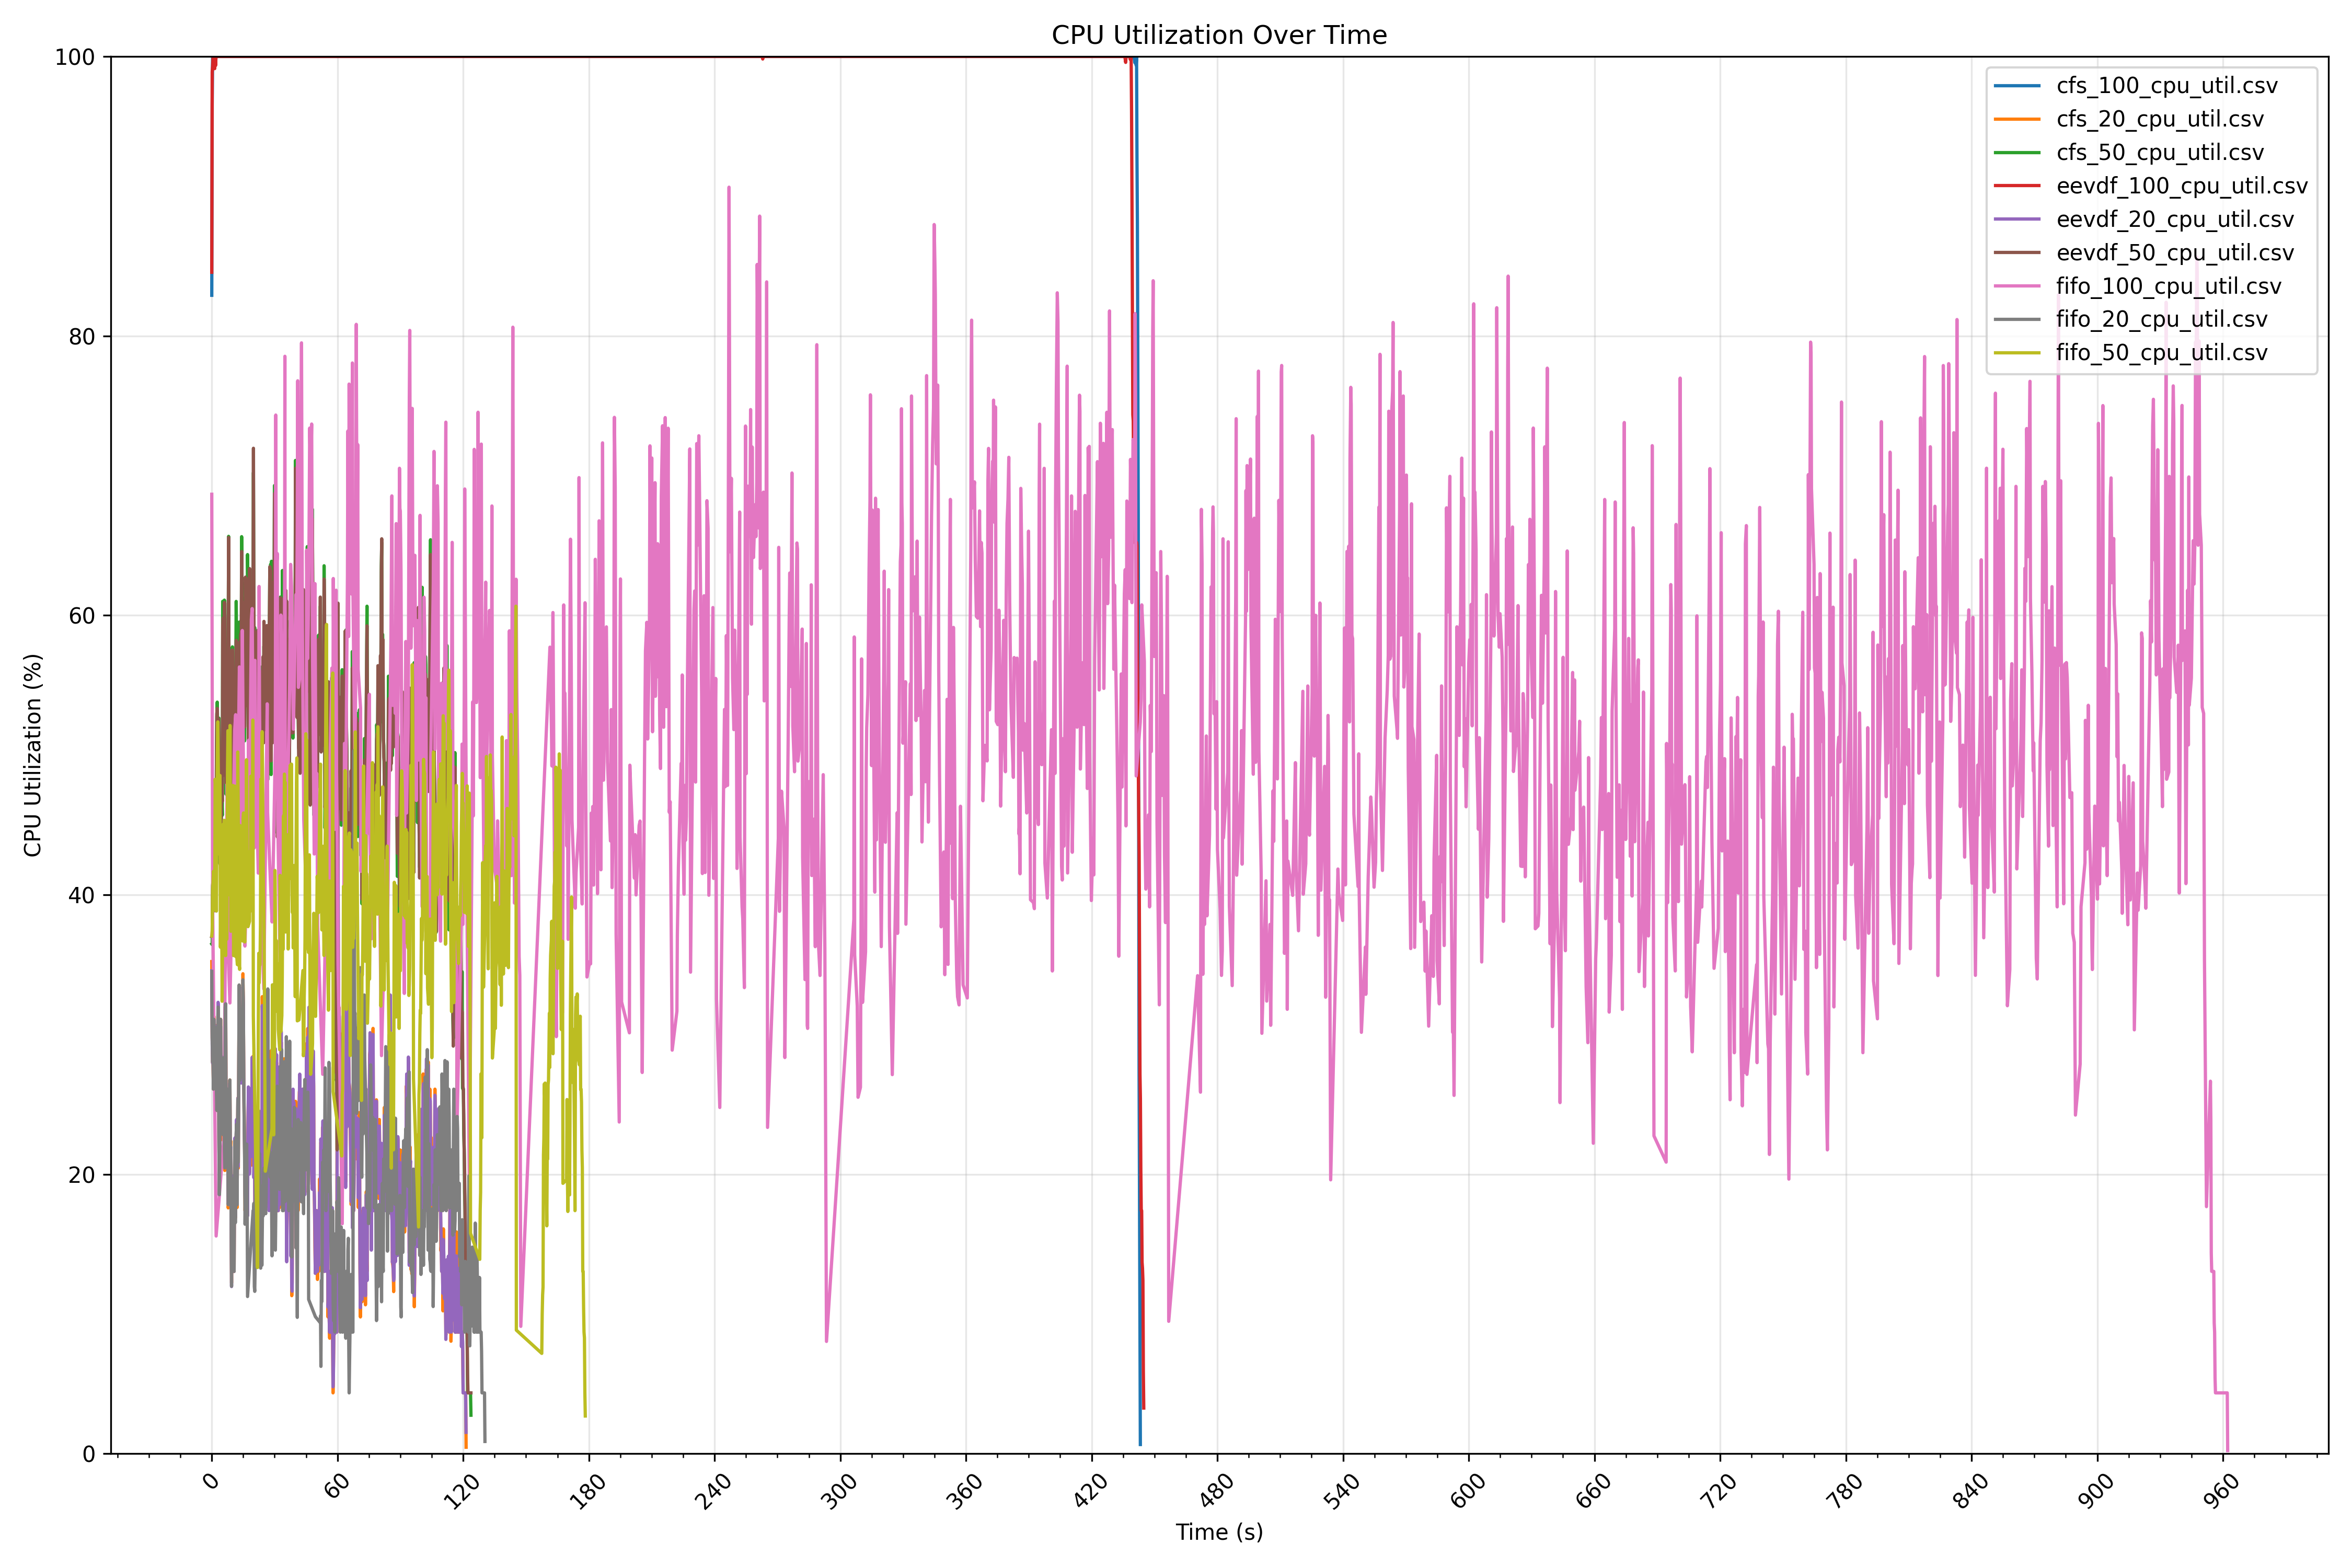 CPU Utilization Over Time
CPU Utilization (%)
100
80
60
40
20
0
cfs_100_cpu_util.csv
cfs_20_cpu_util.csv
cfs_50_cpu_util.csv
eevdf_100_cpu_util.csv
eevdf_20_cpu_util.csv
eevdf_50_cpu_util.csv
fifo_100_cpu_util.csv
fifo_20_cpu_util.csv
fifo_50_cpu_util.csv
0 60 120 180 240 300 360 420 480 540 600 660 720 780 840 900 960
Time (s)